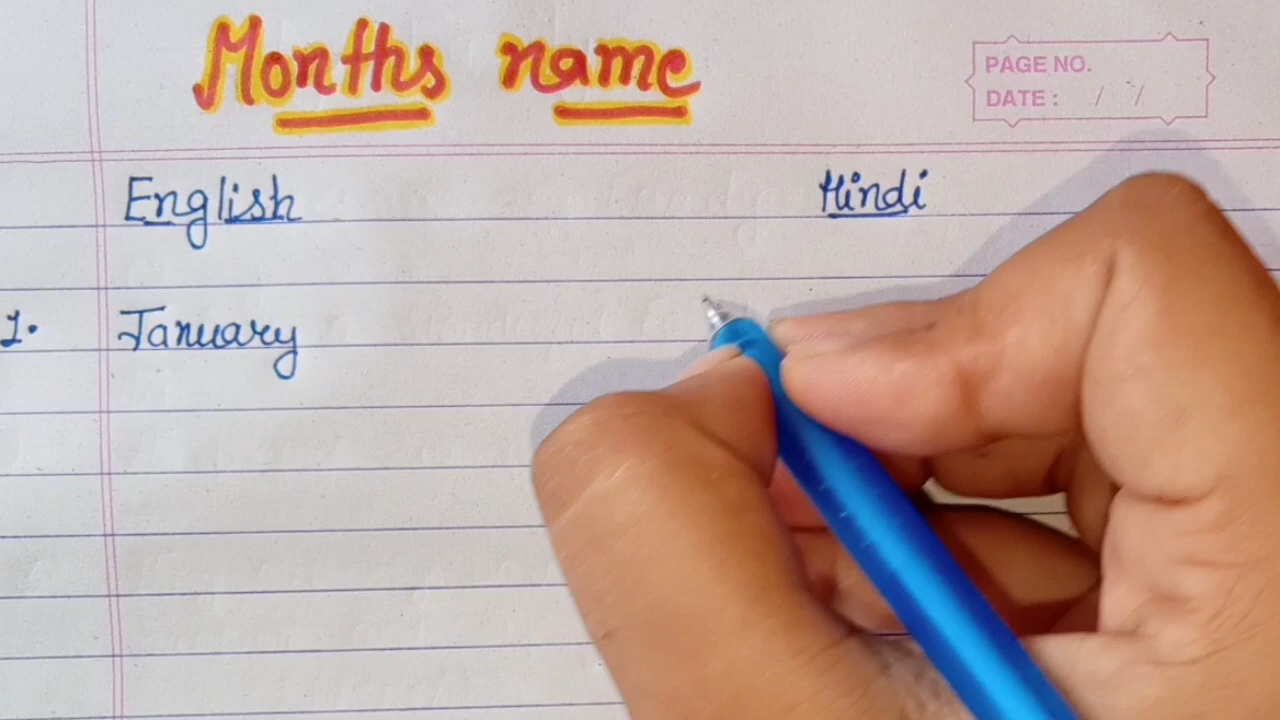 Months name
PAGE NO.
DATE : / /
English Hindi
1. January